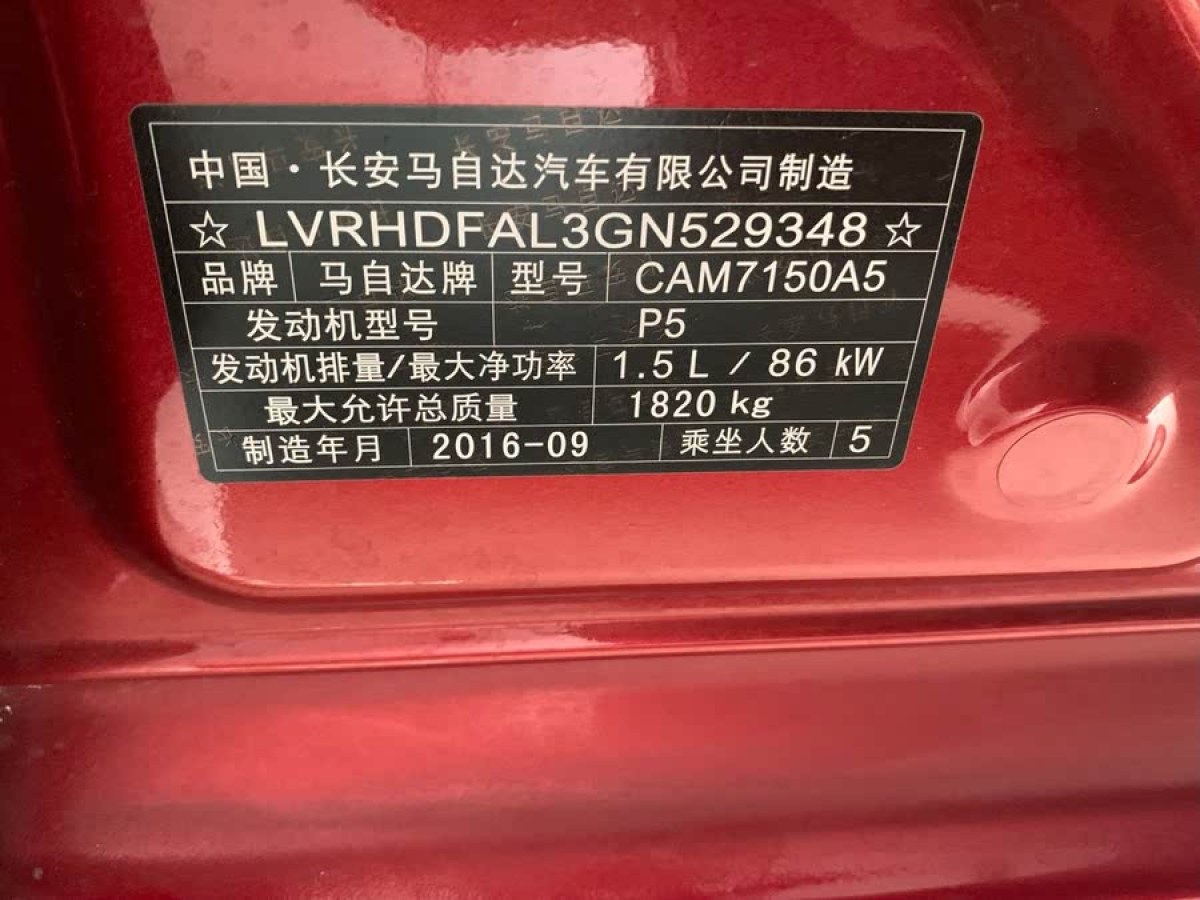 中国·长安马自达汽车有限公司制造
☆ LVRHDFAL3GN529348 ☆
品牌 马自达牌 型号 CAM7150A5
发动机型号 P5
发动机排量/最大净功率 1.5 L / 86 kW
最大允许总质量 1820 kg
制造年月 2016-09 乘坐人数 5